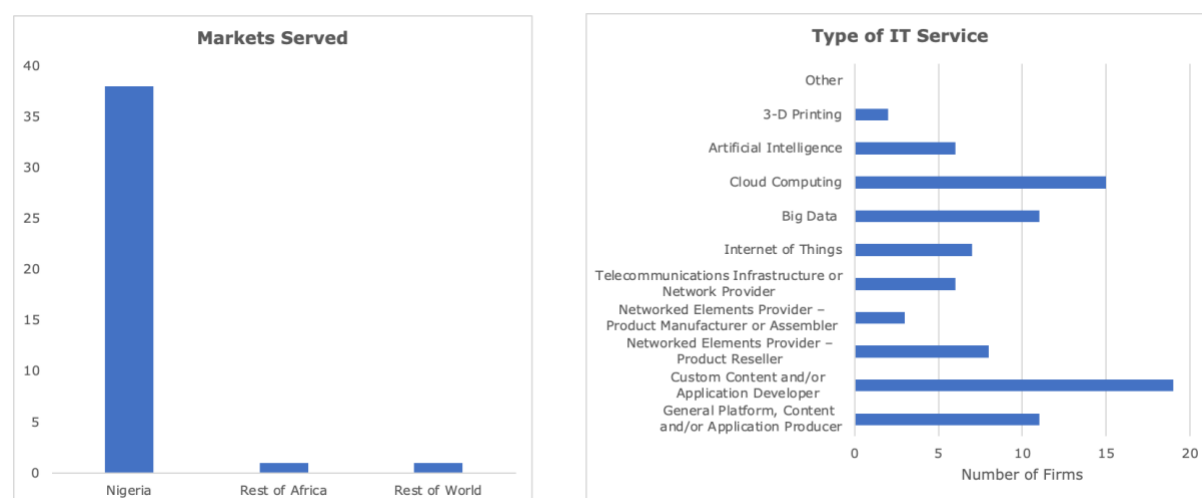 Markets Served
40
35
30
25
20
15
10
5
0
Nigeria
Rest of Africa
Rest of World
Type of IT Service
Other
3-D Printing
Artificial Intelligence
Cloud Computing
Big Data
Internet of Things
Telecommunications Infrastructure or
Network Provider
Networked Elements Provider –
Product Manufacturer or Assembler
Networked Elements Provider –
Product Reseller
Custom Content and/or
Application Developer
General Platform, Content
and/or Application Producer
0
5
10
15
20
Number of Firms